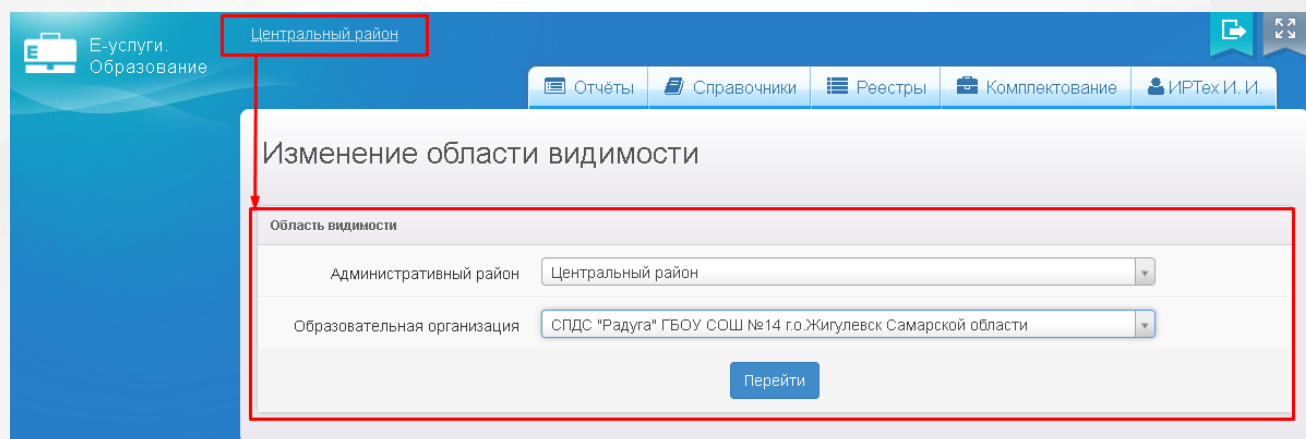 Центральный район
E
Е-услуги.
Образование
Отчёты Справочники Реестры Комплектование ИРТех И. И.
Изменение области видимости
Область видимости
Административный район Центральный район
Образовательная организация СПДС "Радуга" ГБОУ СОШ №14 г.о.Жигулевск Самарской области
Перейти